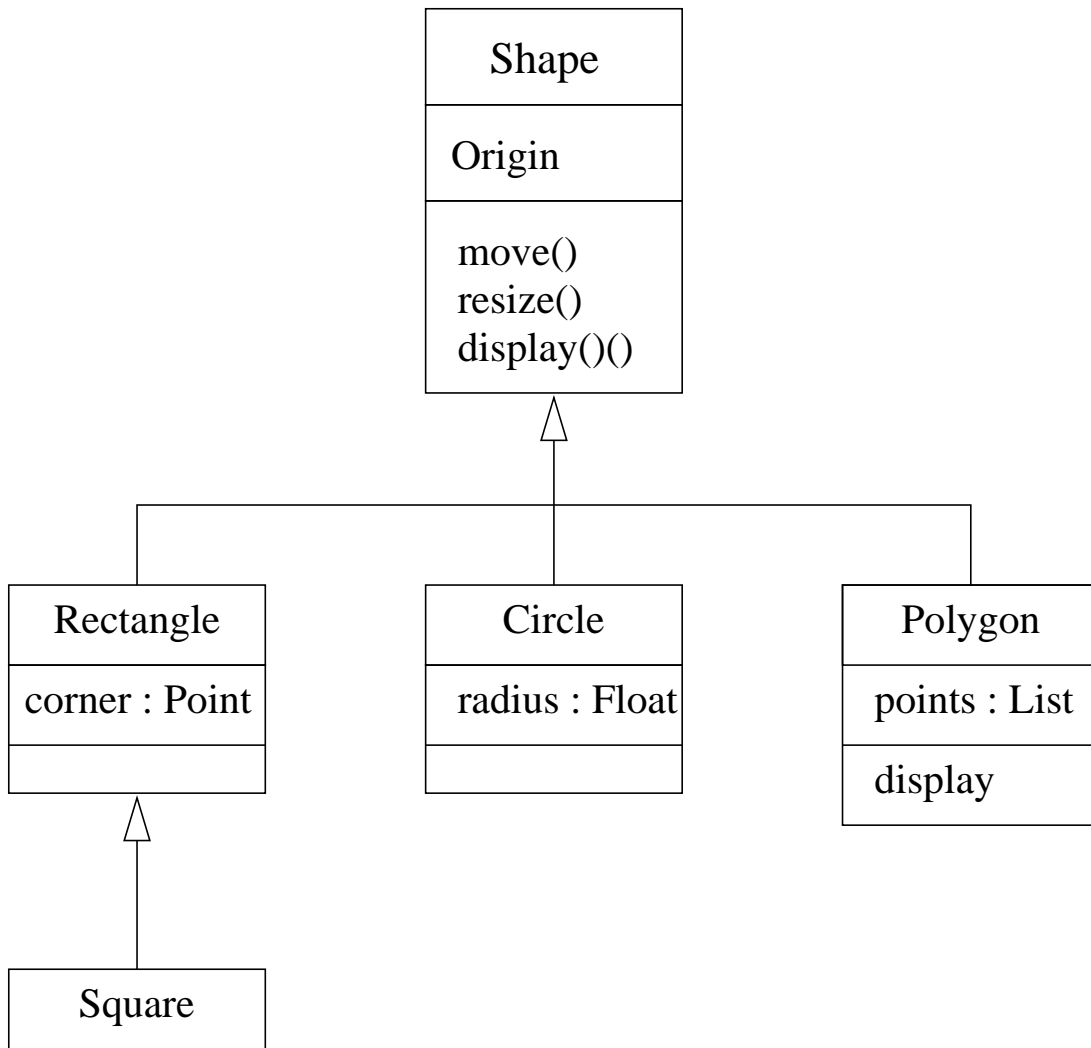 Shape
Origin
move()
resize()
display()()
Rectangle
corner : Point
Circle
radius : Float
Polygon
points : List
display
Square